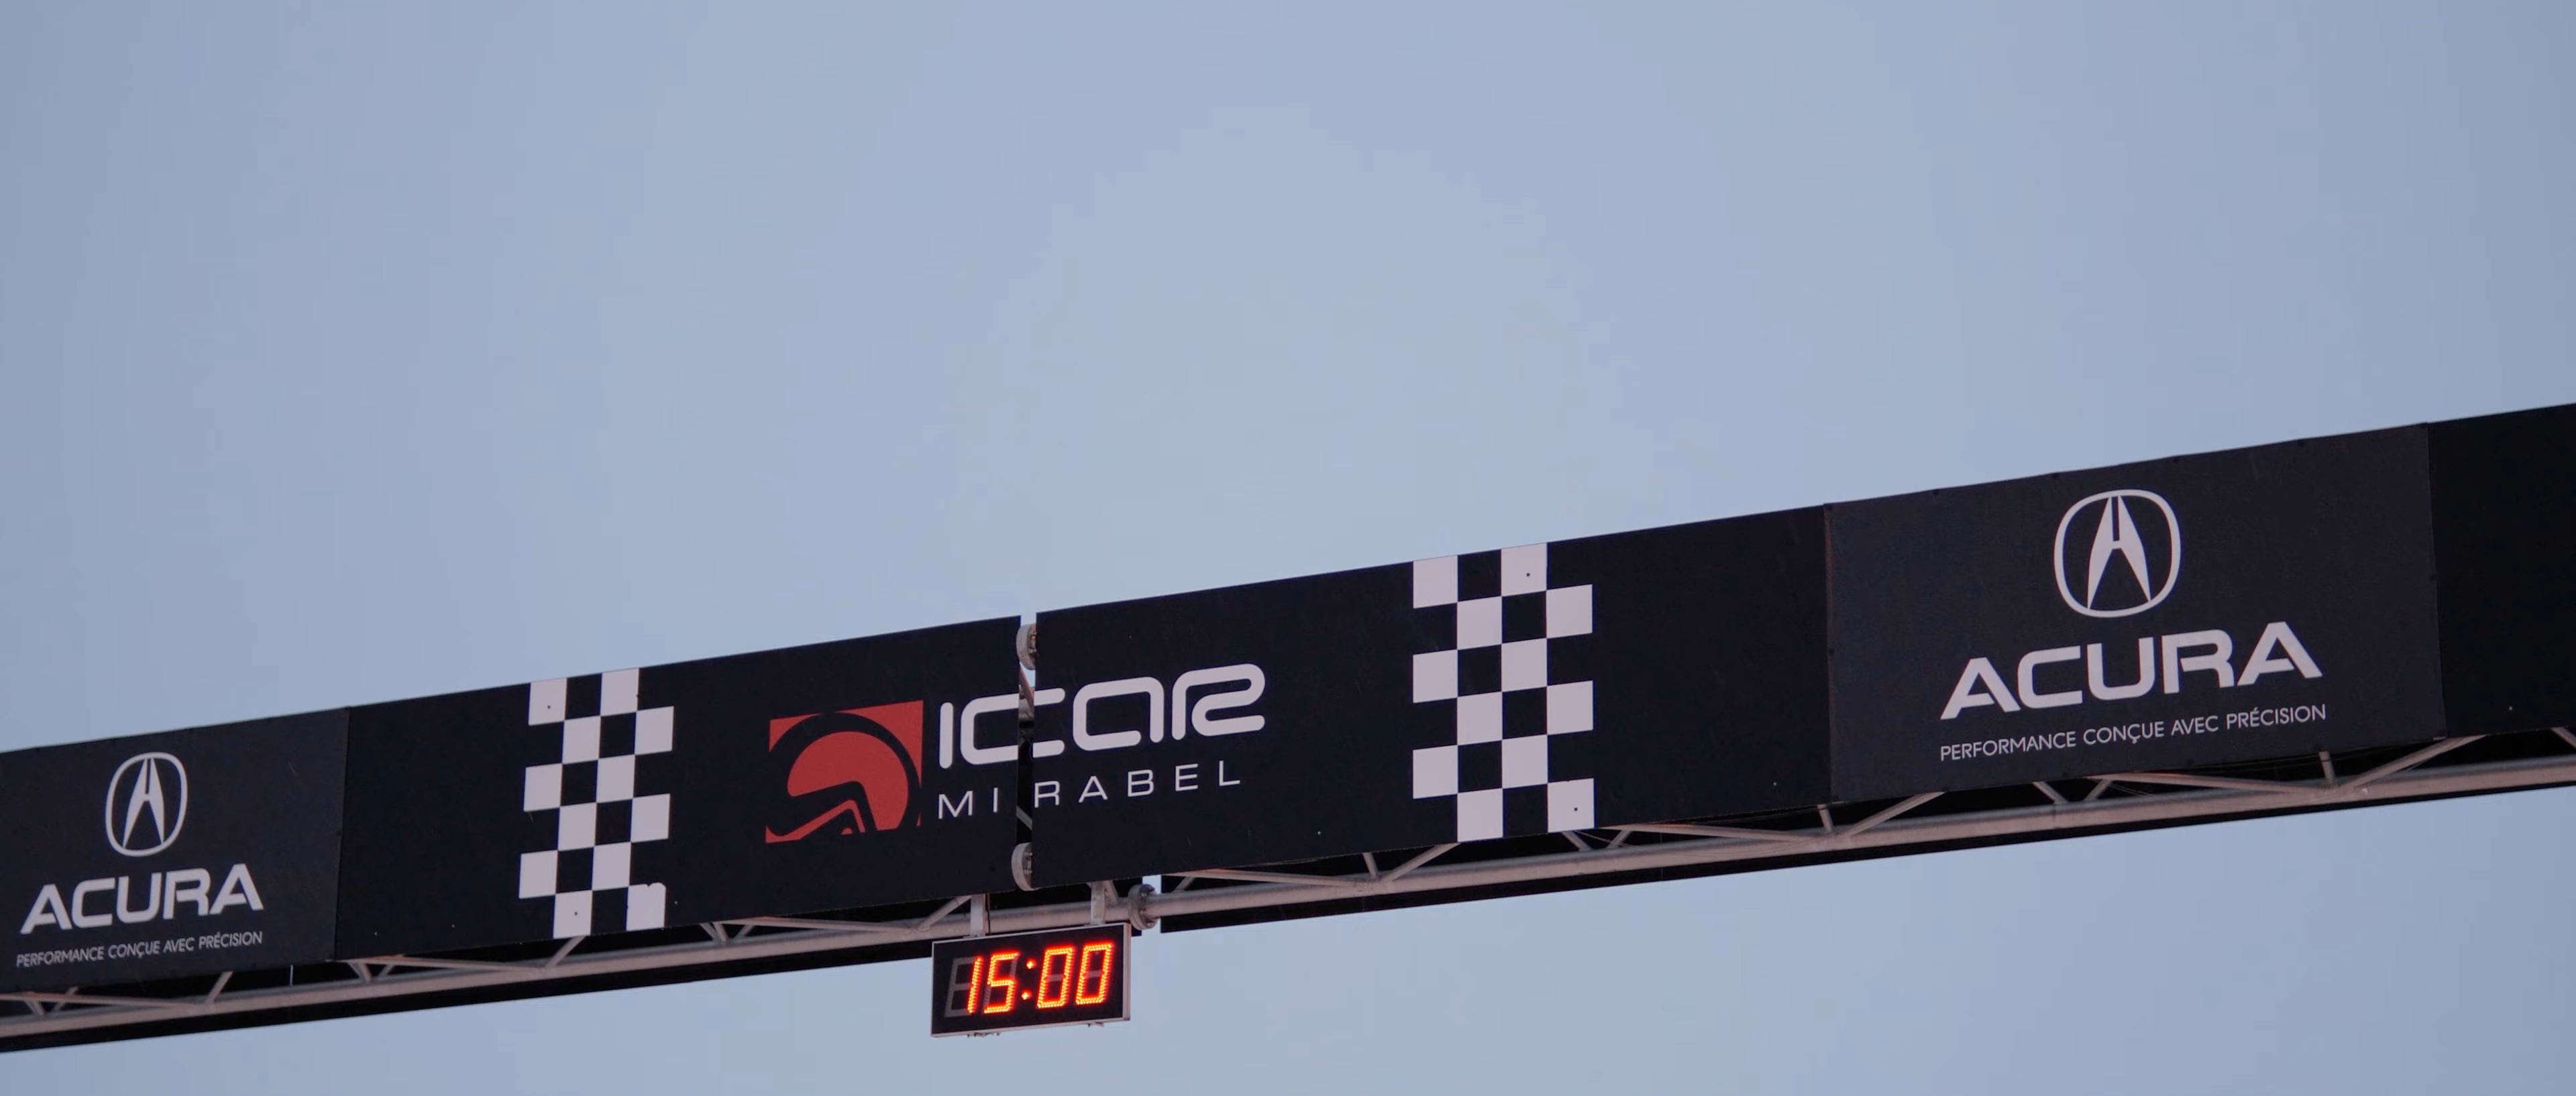 ACURA
PERFORMANCE CONÇUE AVEC PRÉCISION
ICAR
MIRABEL
15:00
ACURA
PERFORMANCE CONÇUE AVEC PRÉCISION